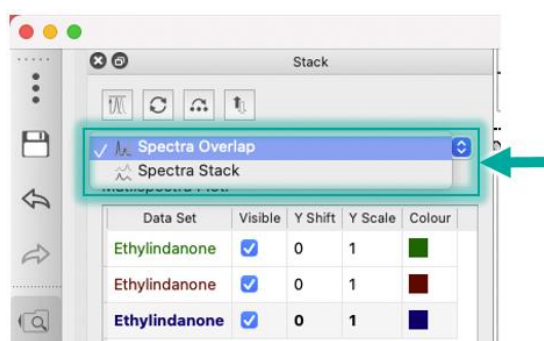 Stack
Spectra Overlap
Spectra Stack
Data Set Visible Y Shift Y Scale Colour
Ethylindanone 0 1
Ethylindanone 0 1
Ethylindanone 0 1